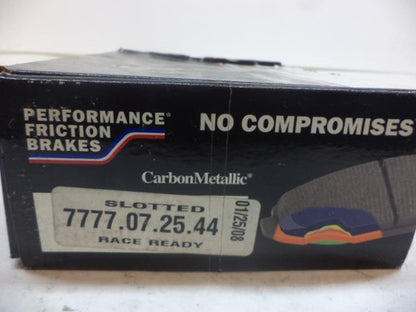 PERFORMANCE®
FRICTION
BRAKES
NO COMPROMISES
CarbonMetallic®
SLOTTED
7777.07.25.44
RACE READY
01/25/08